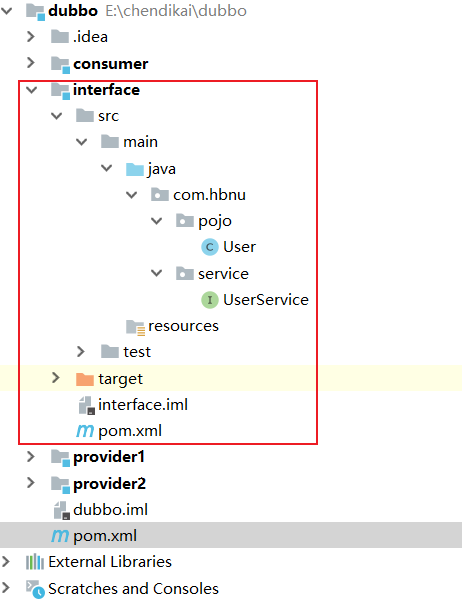 dubbo E:\chendikai\dubbo
.idea
consumer
interface
src
main
java
com.hbnu
pojo
C User
service
I UserService
resources
test
target
interface.iml
m pom.xml
provider1
provider2
dubbo.iml
m pom.xml
External Libraries
Scratches and Consoles